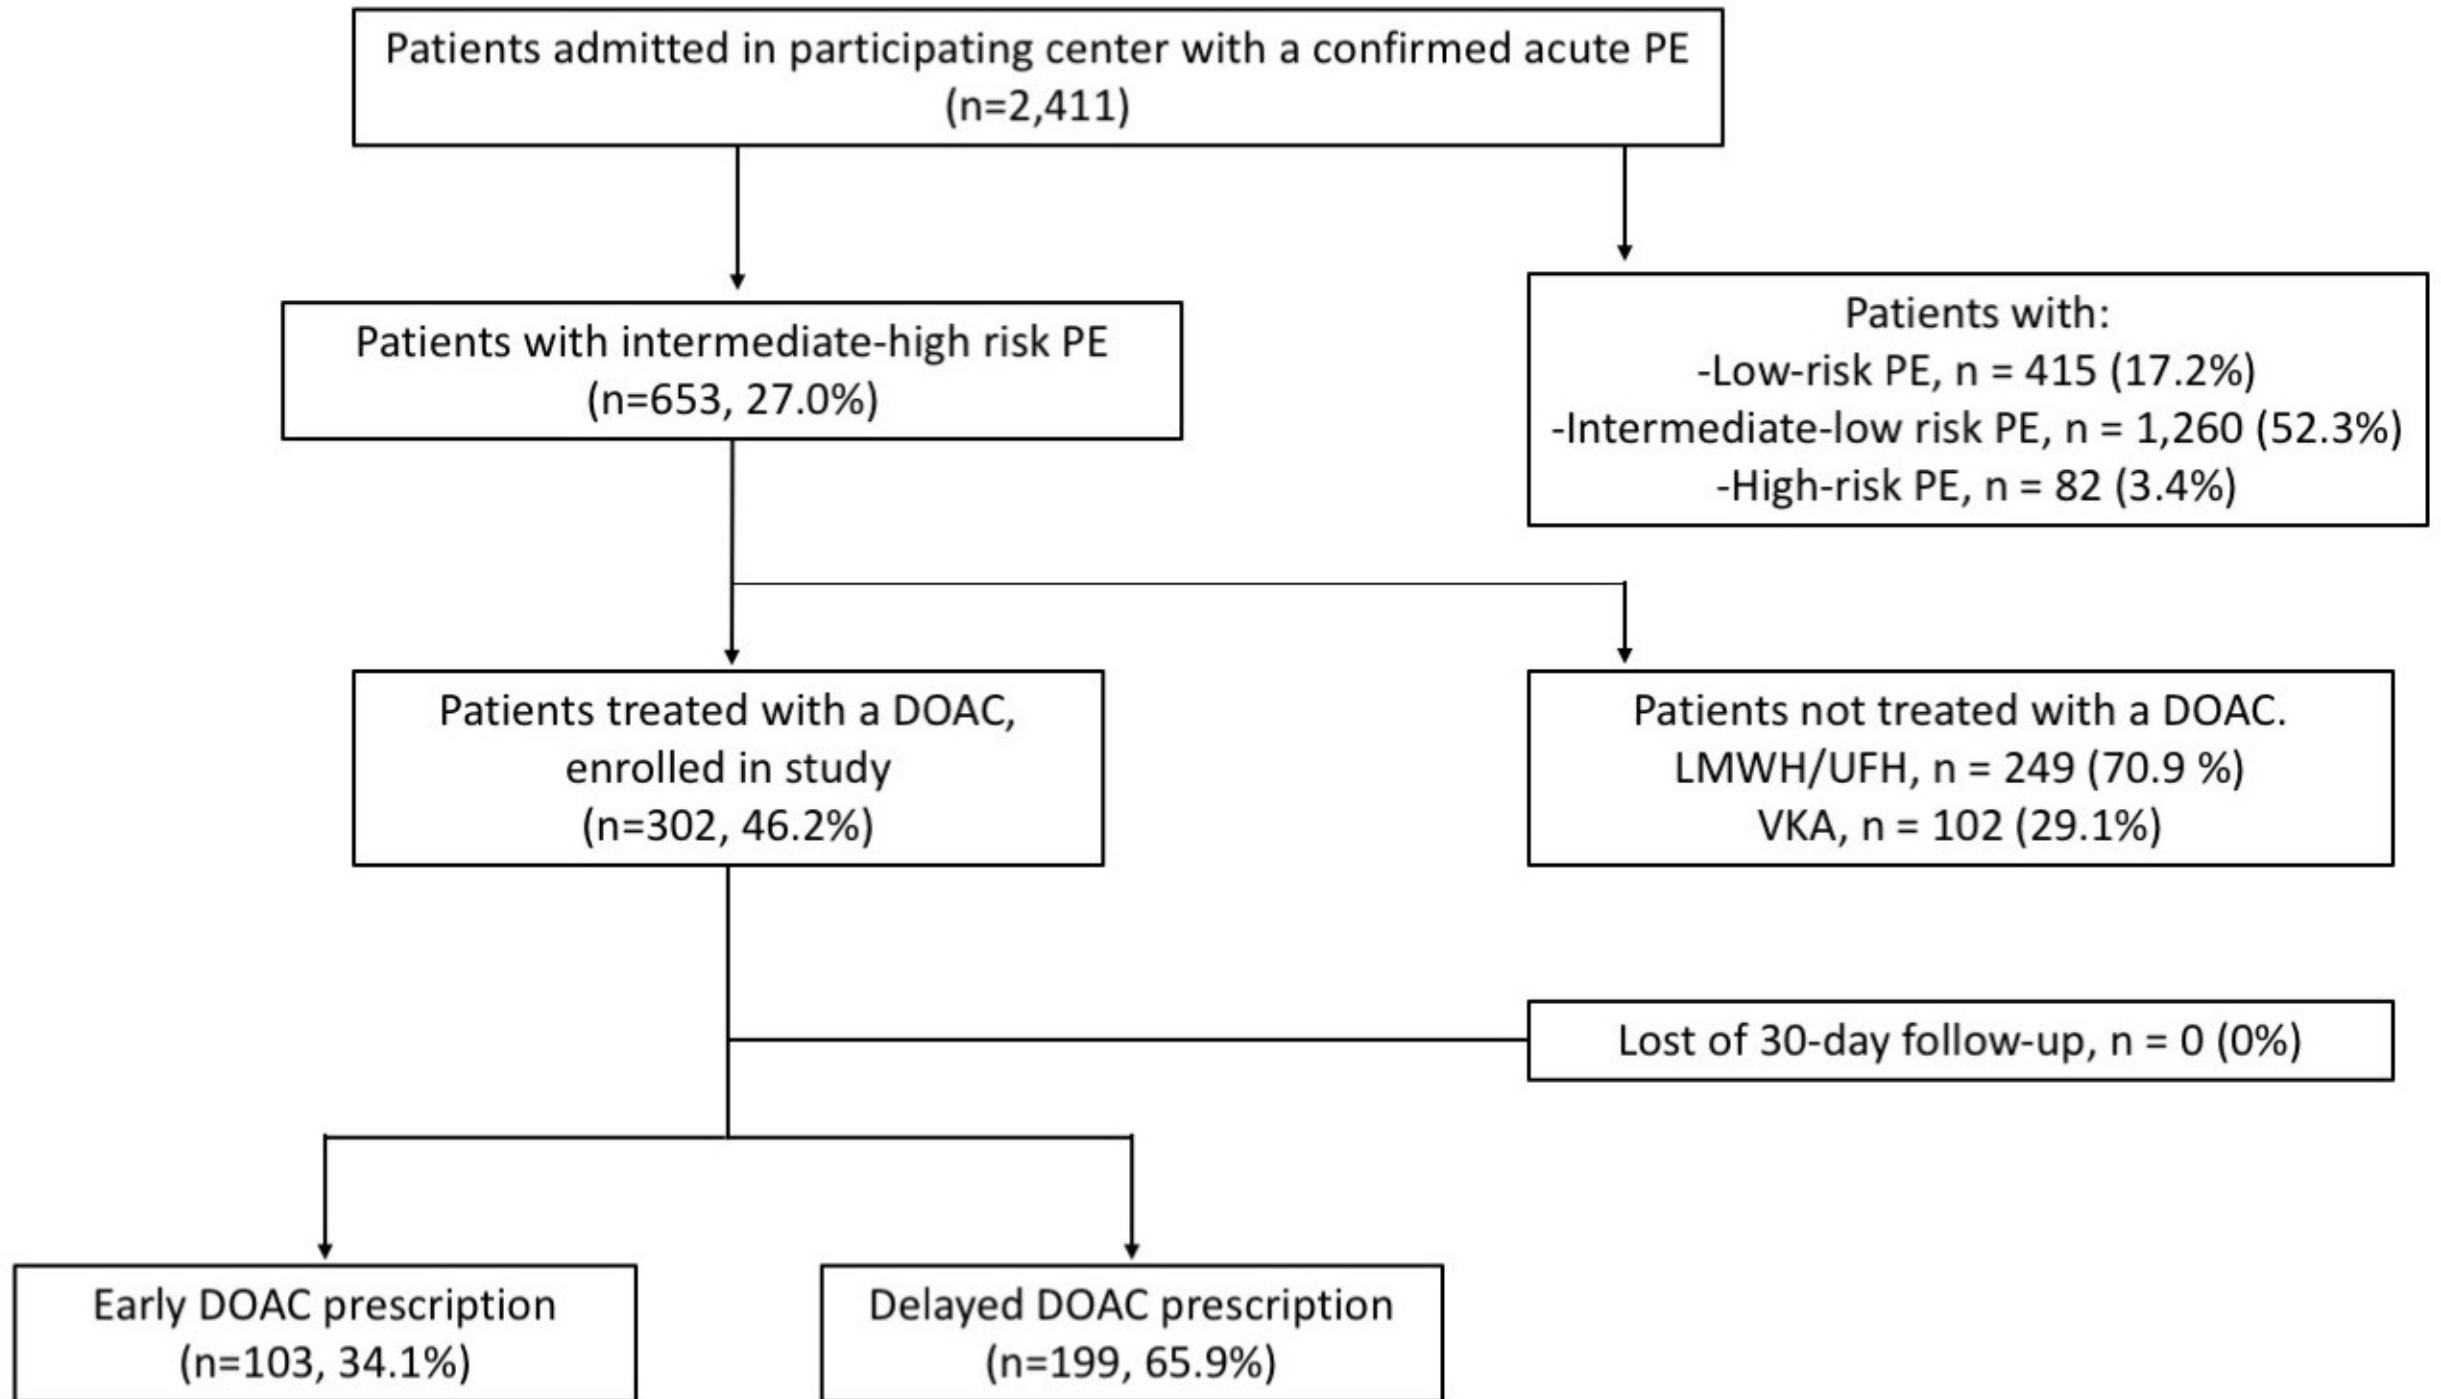 Patients admitted in participating center with a confirmed acute PE
(n=2,411)
Patients with intermediate-high risk PE
(n=653, 27.0%)
Patients with:
-Low-risk PE, n = 415 (17.2%)
-Intermediate-low risk PE, n = 1,260 (52.3%)
-High-risk PE, n = 82 (3.4%)
Patients treated with a DOAC,
enrolled in study
(n=302, 46.2%)
Patients not treated with a DOAC.
LMWH/UFH, n = 249 (70.9 %)
VKA, n = 102 (29.1%)
Lost of 30-day follow-up, n = 0 (0%)
Early DOAC prescription
(n=103, 34.1%)
Delayed DOAC prescription
(n=199, 65.9%)